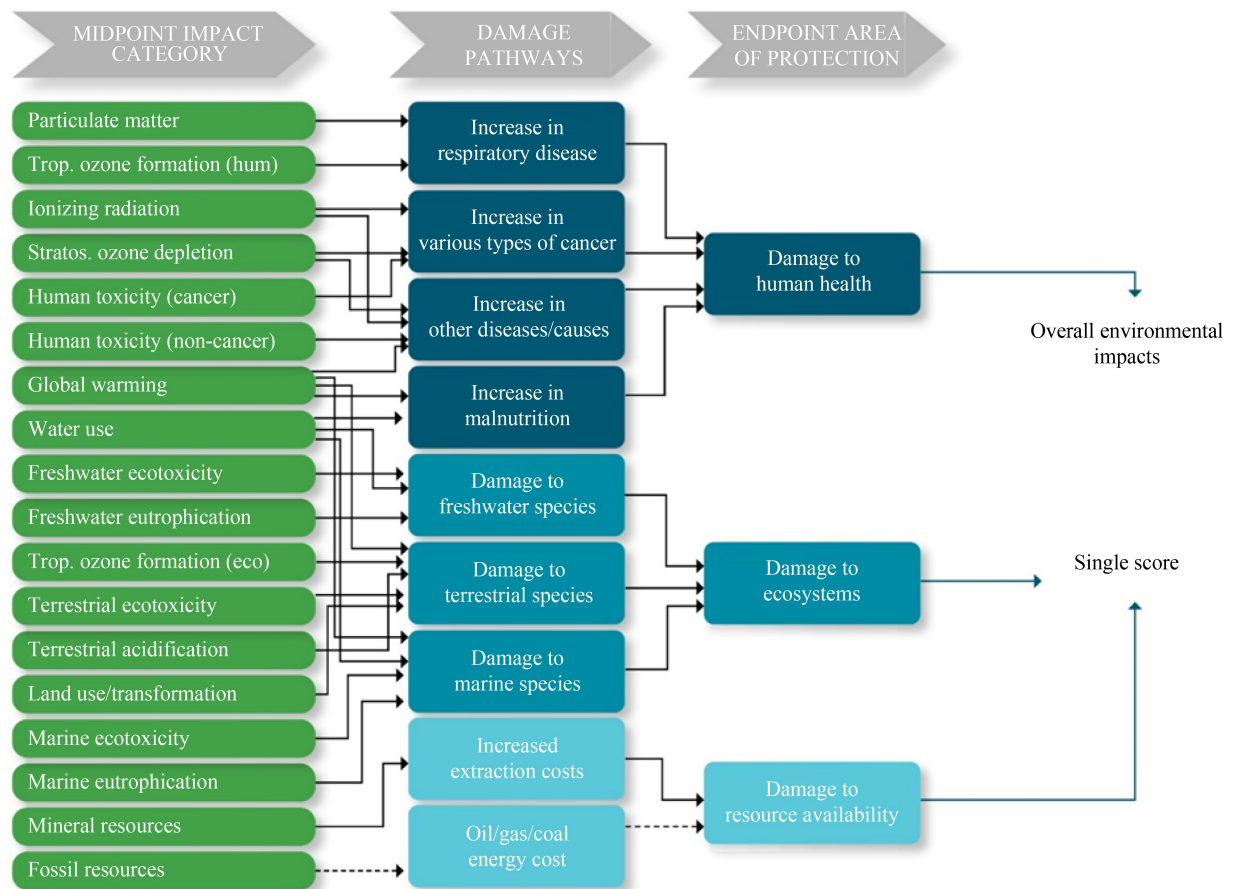 MIDPOINT IMPACT
CATEGORY
DAMAGE
PATHWAYS
ENDPOINT AREA
OF PROTECTION
Particulate matter
Trop. ozone formation (hum)
Ionizing radiation
Stratos. ozone depletion
Human toxicity (cancer)
Human toxicity (non-cancer)
Global warming
Water use
Freshwater ecotoxicity
Freshwater eutrophication
Trop. ozone formation (eco)
Terrestrial ecotoxicity
Terrestrial acidification
Land use/transformation
Marine ecotoxicity
Marine eutrophication
Mineral resources
Fossil resources
Increase in
respiratory disease
Increase in
various types of cancer
Increase in
other diseases/causes
Increase in
malnutrition
Damage to
freshwater species
Damage to
terrestrial species
Damage to
marine species
Increased
extraction costs
Oil/gas/coal
energy cost
Damage to
human health
Damage to
ecosystems
Damage to
resource availability
Overall environmental
impacts
Single score